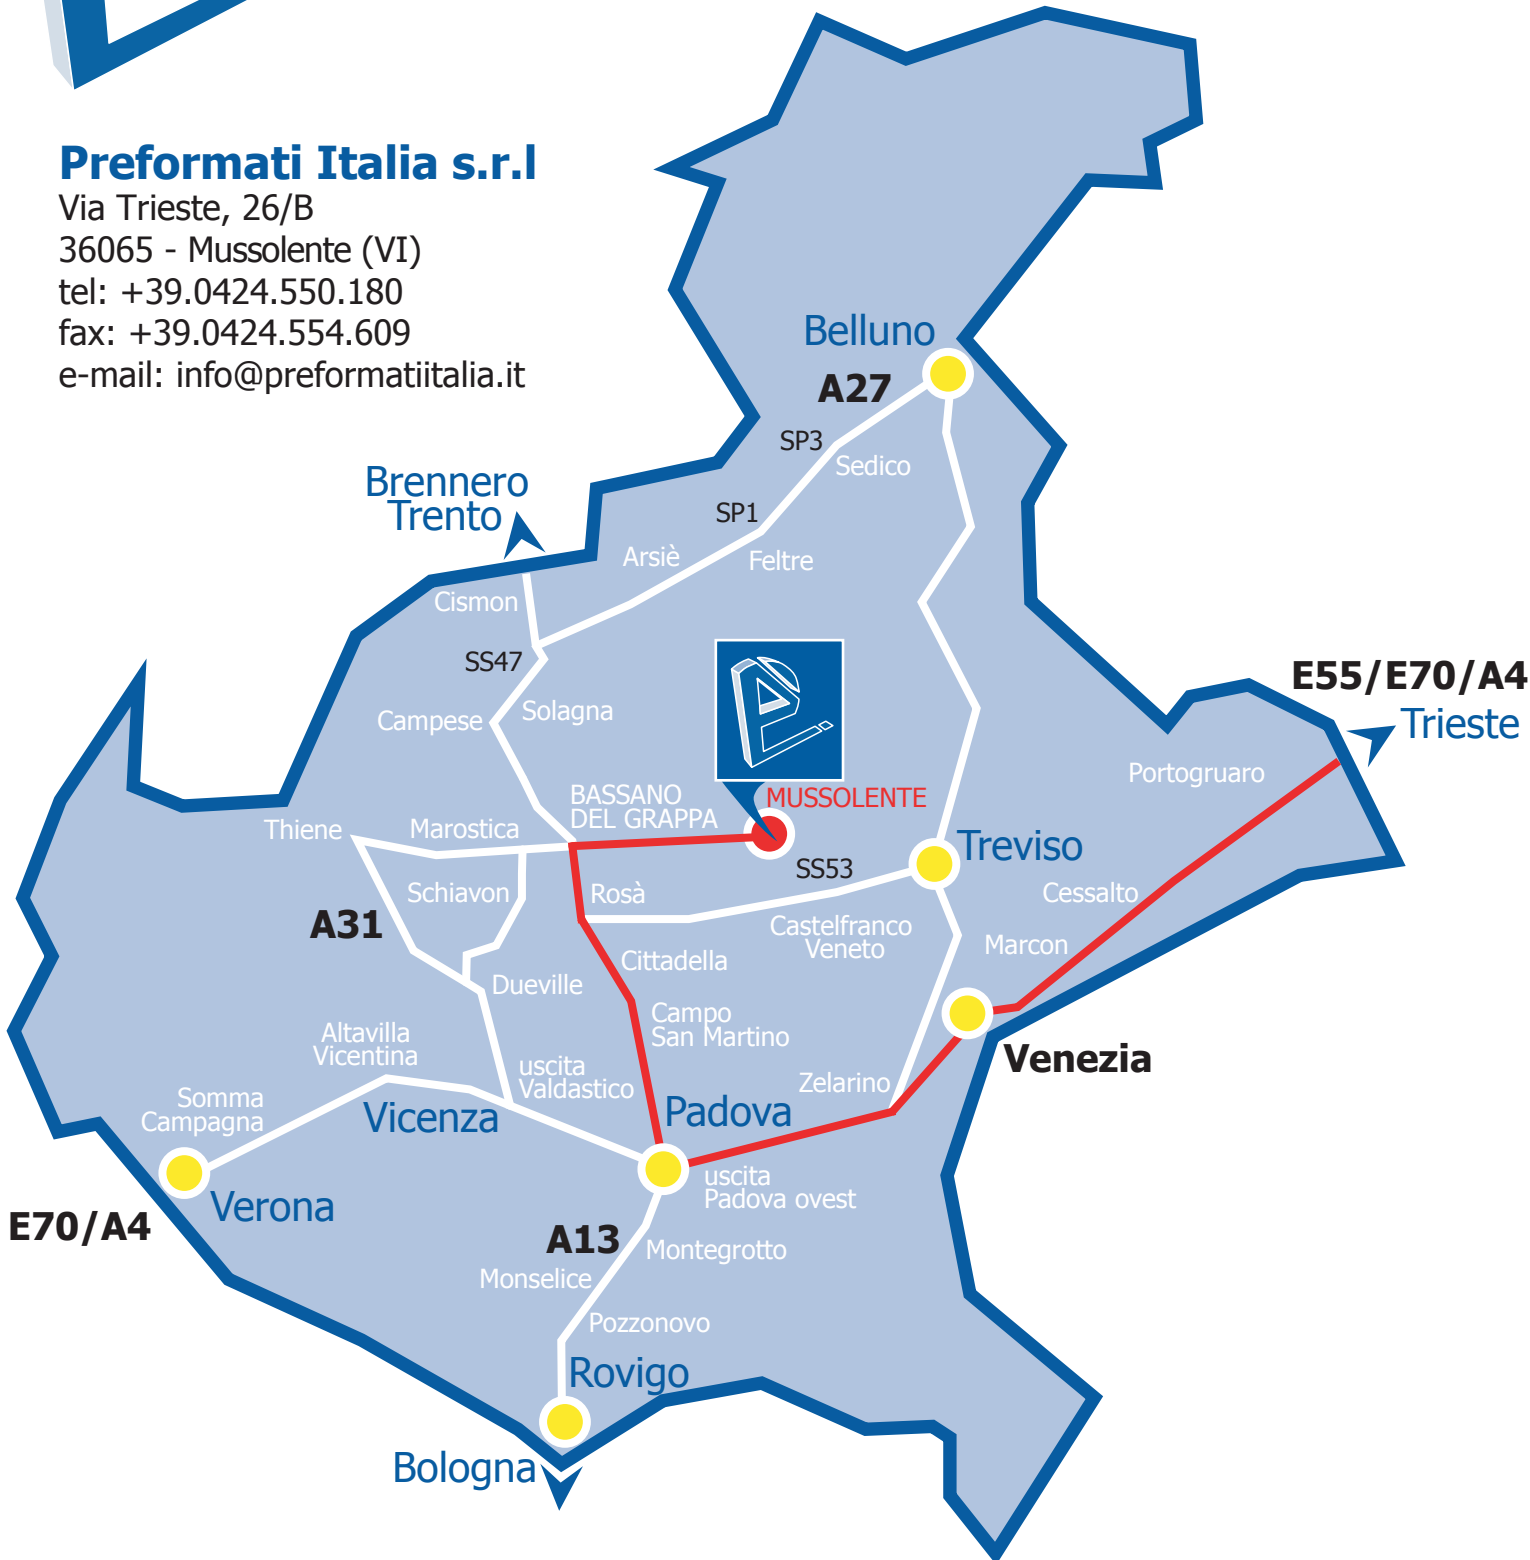 Preformati Italia s.r.l
Via Trieste, 26/B
36065 - Mussolente (VI)
tel: +39.0424.550.180
fax: +39.0424.554.609
e-mail: info@preformatiitalia.it
Belluno
A27
SP3
Sedico
Brennero
Trento
SP1
Arsiè
Feltre
Cismon
SS47
Solagna
Campese
E55/E70/A4
Trieste
Portogruaro
BASSANO
DEL GRAPPA
MUSSOLENTE
Thiene
Marostica
Treviso
SS53
Schiavon
Rosà
Cessalto
A31
Castelfranco
Veneto
Marcon
Cittadella
Dueville
Campo
San Martino
Altavilla
Vicentina
Venezia
uscita
Valdastico
Zelarino
Somma
Campagna
Vicenza
Padova
uscita
Padova ovest
Verona
E70/A4
A13
Montegrotto
Monselice
Pozzonovo
Rovigo
Bologna